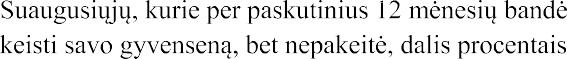 Suaugusiųjų, kurie per paskutinius 12 mėnesių bandė
keisti savo gyvenseną, bet nepakeitė, dalis procentais